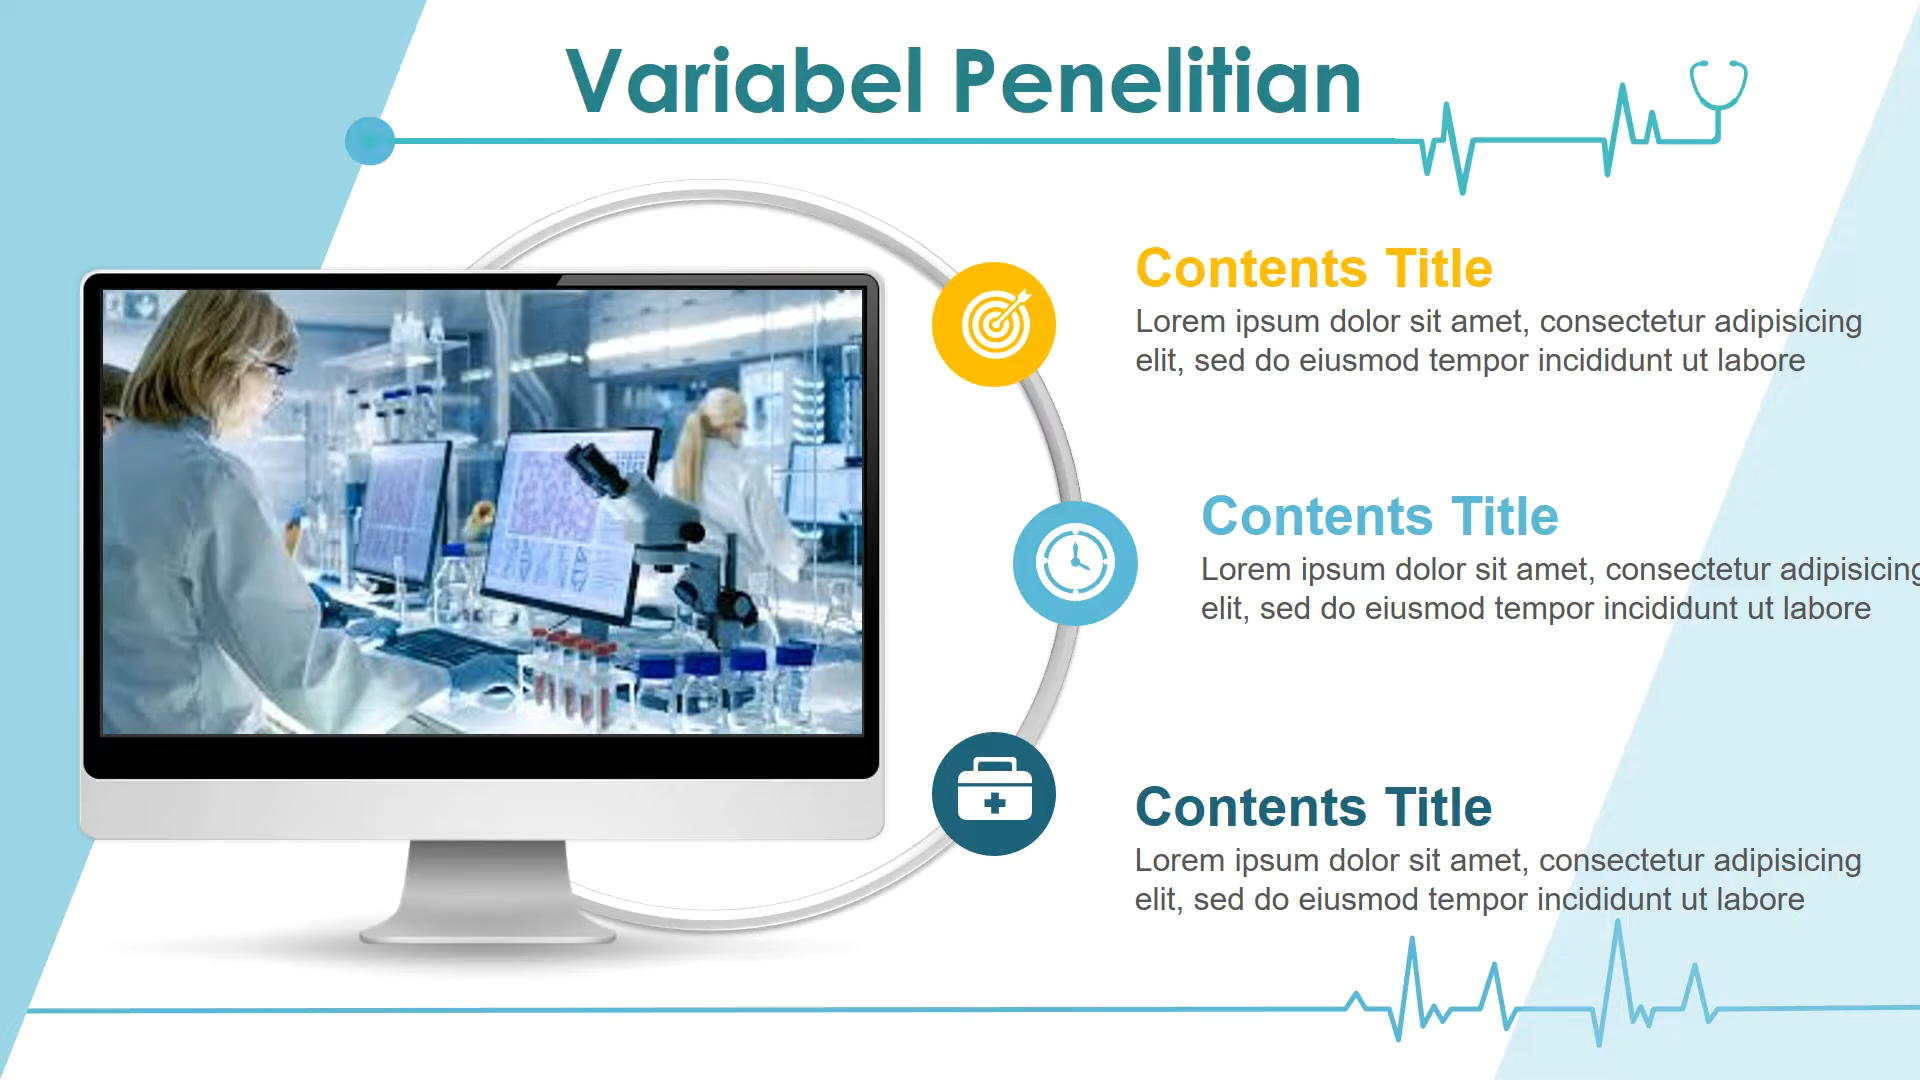 Variabel Penelitian
Contents Title
Lorem ipsum dolor sit amet, consectetur adipisicing
elit, sed do eiusmod tempor incididunt ut labore
Contents Title
Lorem ipsum dolor sit amet, consectetur adipisicing
elit, sed do eiusmod tempor incididunt ut labore
Contents Title
Lorem ipsum dolor sit amet, consectetur adipisicing
elit, sed do eiusmod tempor incididunt ut labore